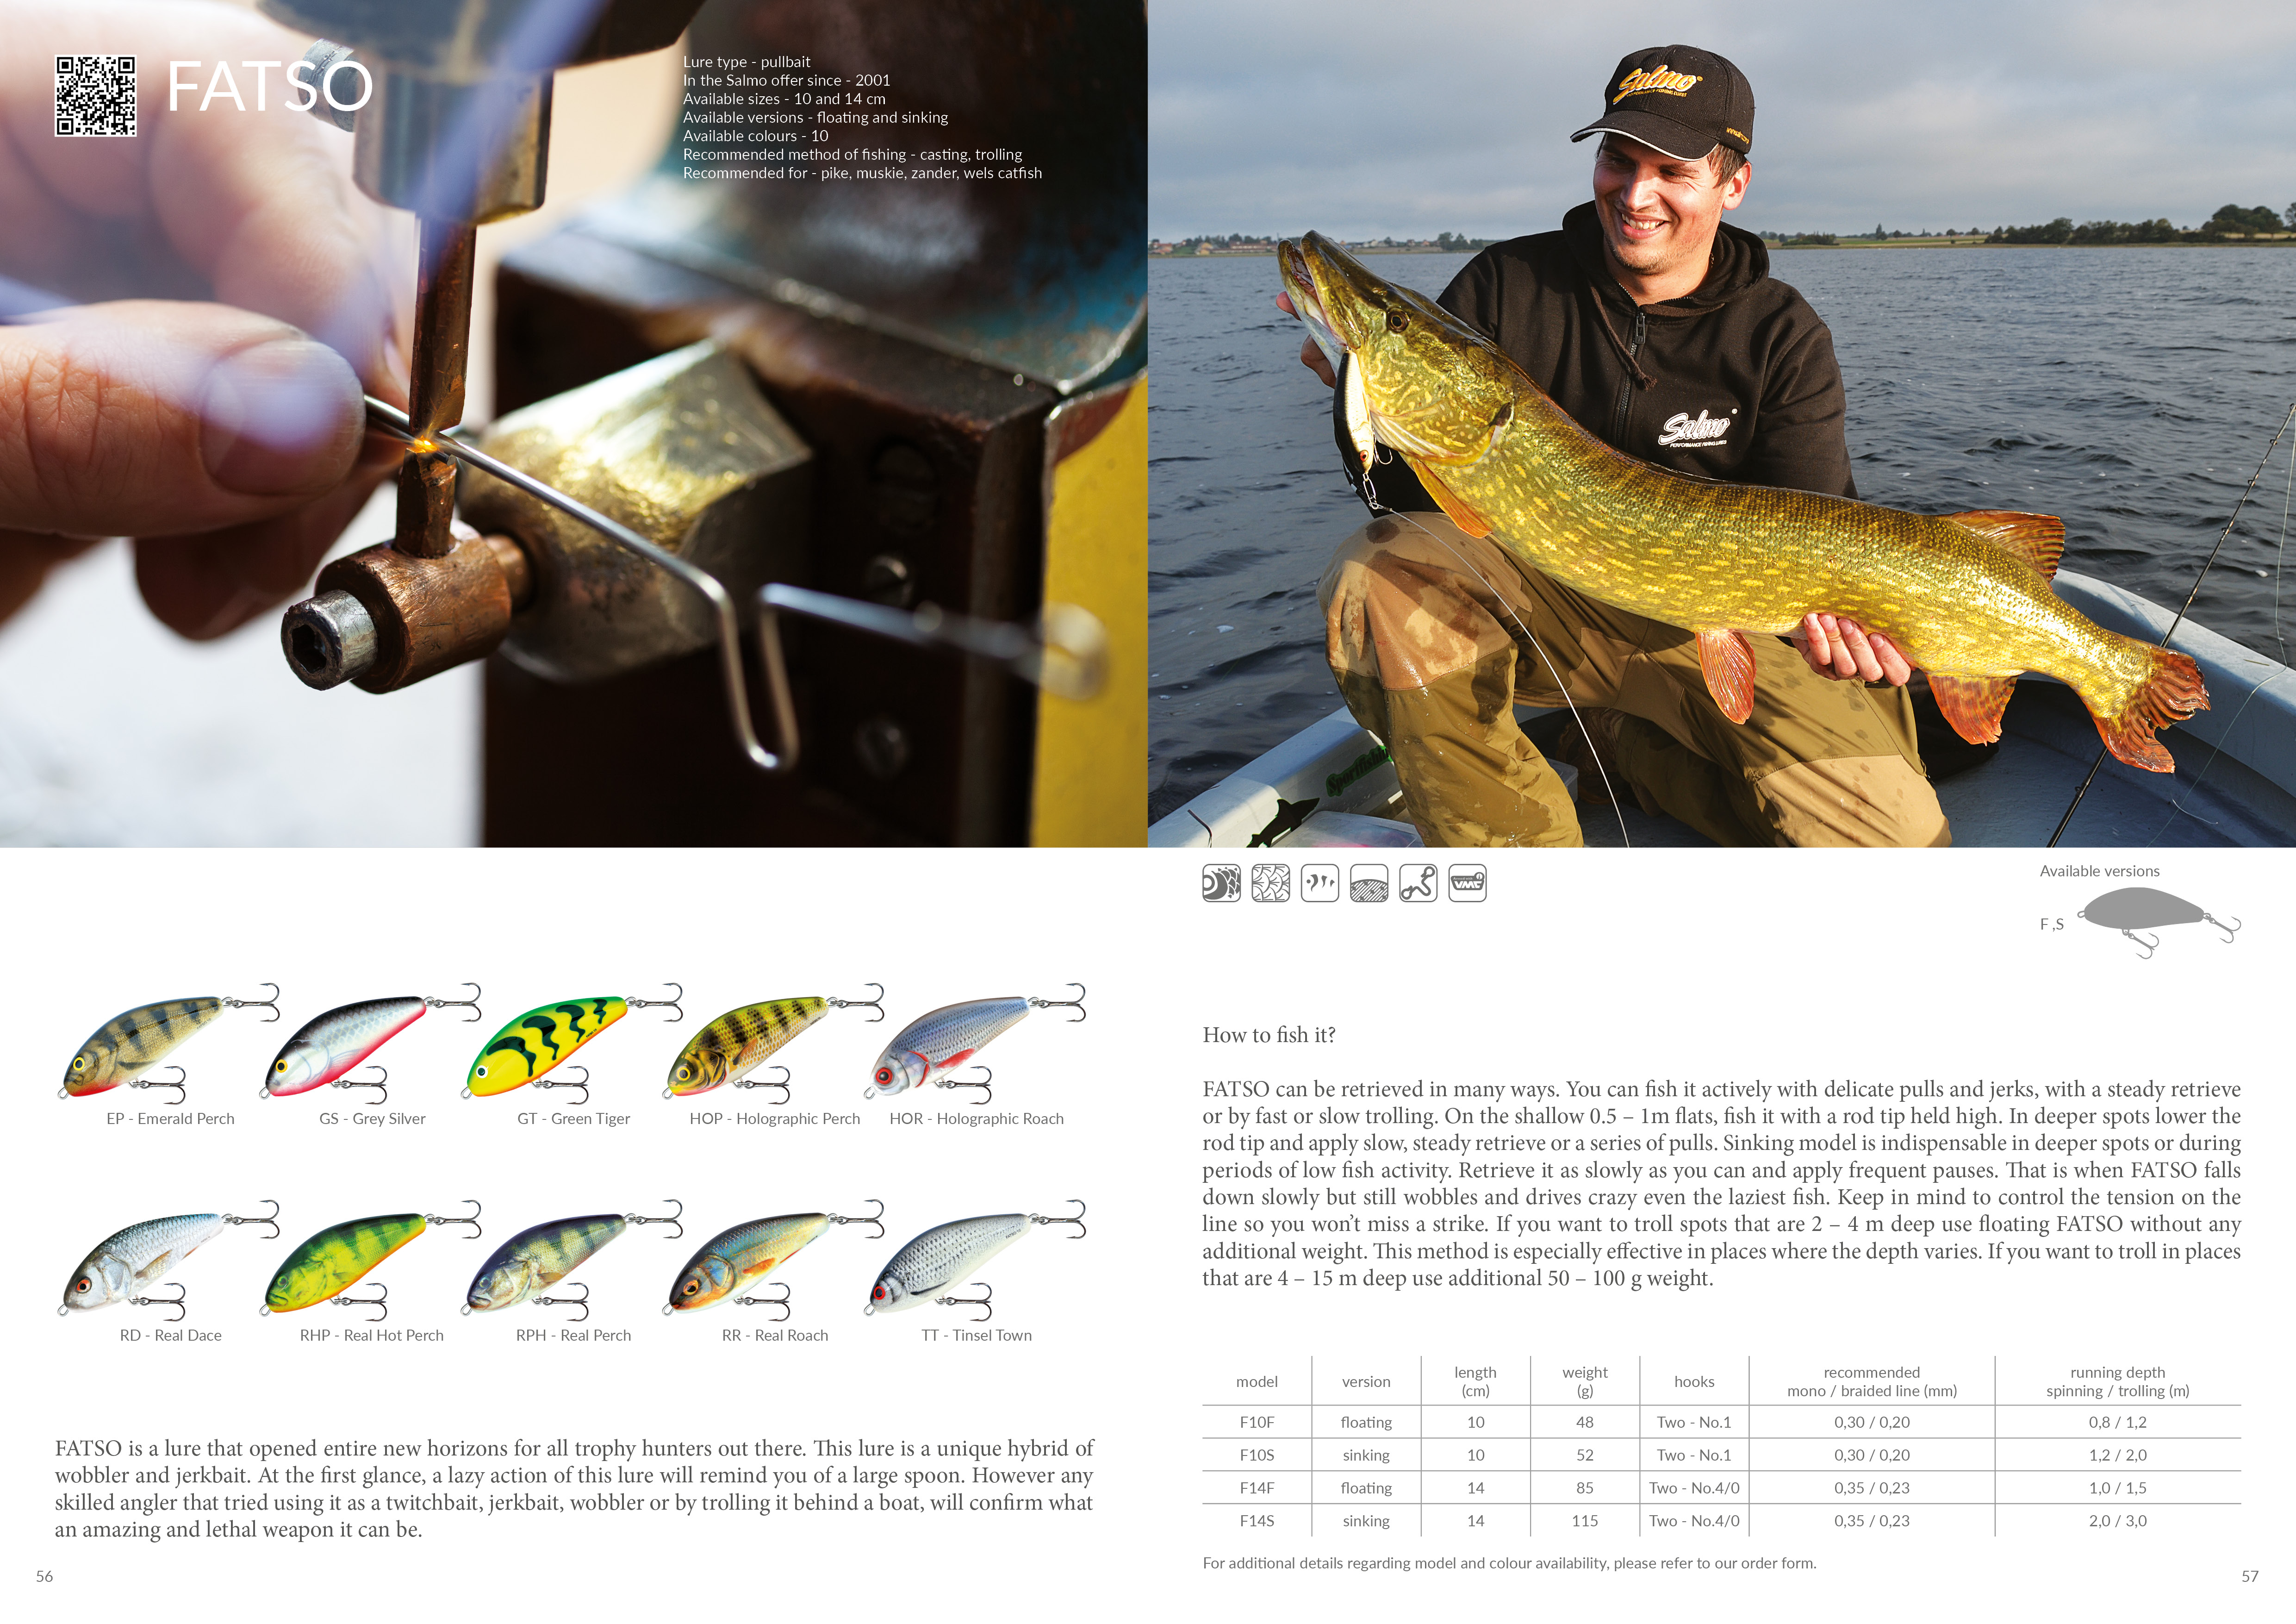 FATSO
Lure type - pullbait
In the Salmo offer since - 2001
Available sizes - 10 and 14 cm
Available versions - floating and sinking
Available colours - 10
Recommended method of fishing - casting, trolling
Recommended for - pike, muskie, zander, wels catfish
Salmo
Salmo
PERFORMANCE FISHING LURES
Sportfishing
VMC
Available versions
F ,S
EP - Emerald Perch
GS - Grey Silver
GT - Green Tiger
HOP - Holographic Perch
HOR - Holographic Roach
RD - Real Dace
RHP - Real Hot Perch
RPH - Real Perch
RR - Real Roach
TT - Tinsel Town
FATSO is a lure that opened entire new horizons for all trophy hunters out there. This lure is a unique hybrid of
wobbler and jerkbait. At the first glance, a lazy action of this lure will remind you of a large spoon. However any
skilled angler that tried using it as a twitchbait, jerkbait, wobbler or by trolling it behind a boat, will confirm what
an amazing and lethal weapon it can be.
56
How to fish it?
FATSO can be retrieved in many ways. You can fish it actively with delicate pulls and jerks, with a steady retrieve
or by fast or slow trolling. On the shallow 0.5 – 1m flats, fish it with a rod tip held high. In deeper spots lower the
rod tip and apply slow, steady retrieve or a series of pulls. Sinking model is indispensable in deeper spots or during
periods of low fish activity. Retrieve it as slowly as you can and apply frequent pauses. That is when FATSO falls
down slowly but still wobbles and drives crazy even the laziest fish. Keep in mind to control the tension on the
line so you won't miss a strike. If you want to troll spots that are 2 – 4 m deep use floating FATSO without any
additional weight. This method is especially effective in places where the depth varies. If you want to troll in places
that are 4 – 15 m deep use additional 50 – 100 g weight.
model version length (cm) weight (g) hooks recommended mono / braided line (mm) running depth spinning / trolling (m)
F10F floating 10 48 Two - No.1 0,30 / 0,20 0,8 / 1,2
F10S sinking 10 52 Two - No.1 0,30 / 0,20 1,2 / 2,0
F14F floating 14 85 Two - No.4/0 0,35 / 0,23 1,0 / 1,5
F14S sinking 14 115 Two - No.4/0 0,35 / 0,23 2,0 / 3,0
For additional details regarding model and colour availability, please refer to our order form.
57